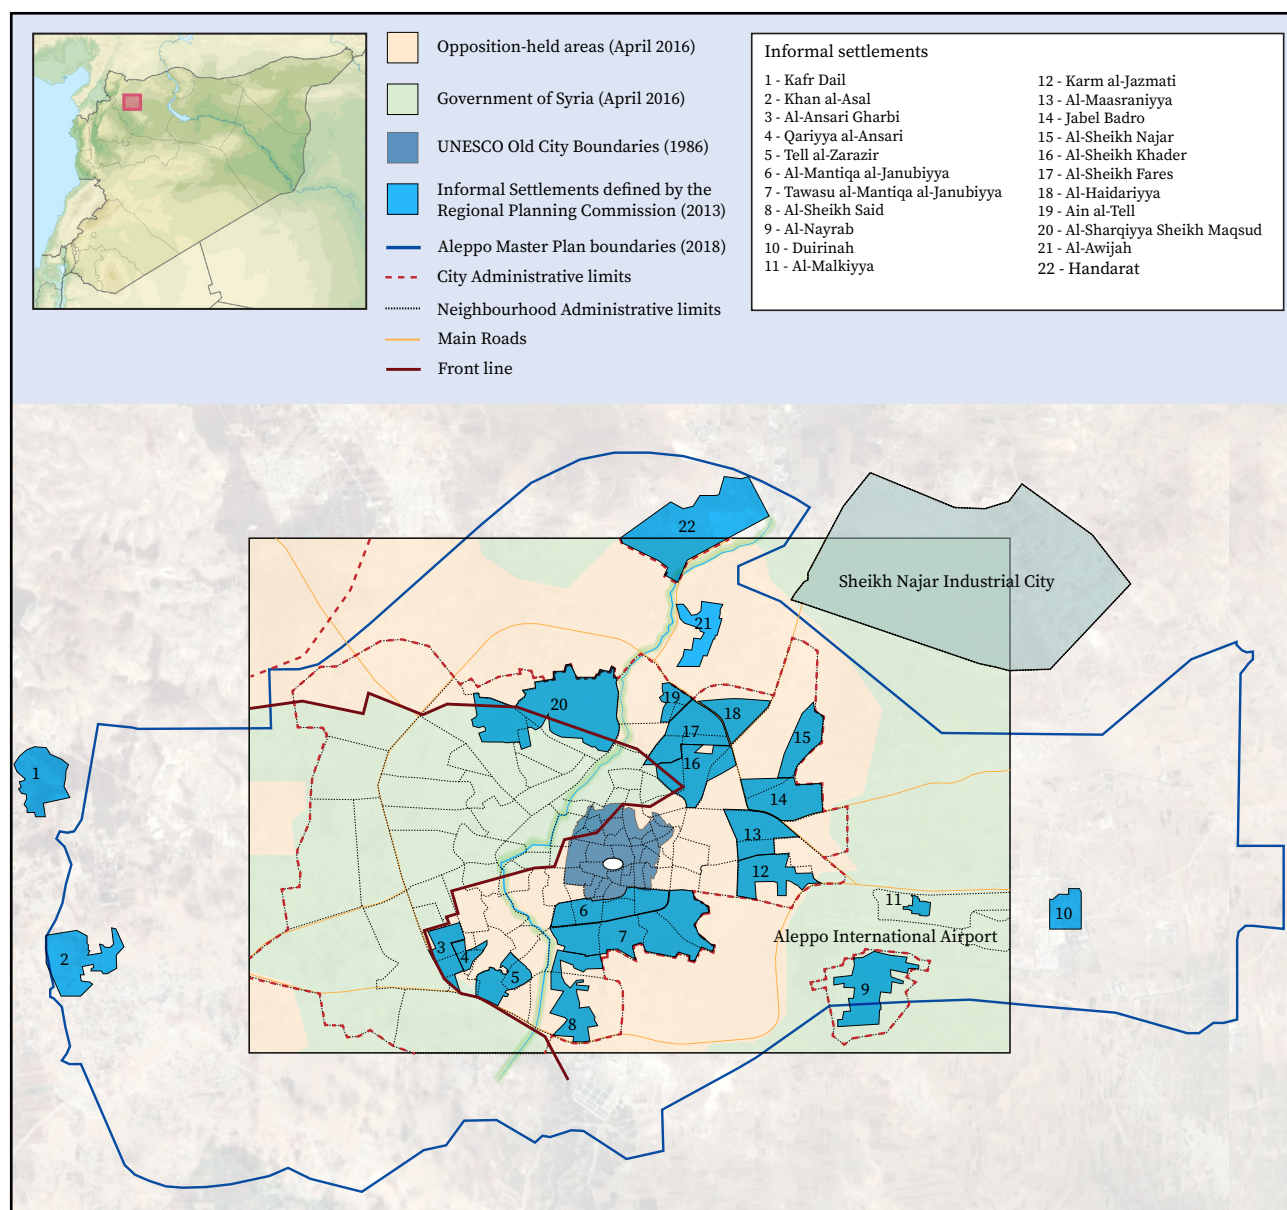 Opposition-held areas (April 2016)
Government of Syria (April 2016)
UNESCO Old City Boundaries (1986)
Informal Settlements defined by the
Regional Planning Commission (2013)
Aleppo Master Plan boundaries (2018)
City Administrative limits
Neighbourhood Administrative limits
Main Roads
Front line
Informal settlements
1 - Kafr Dail
2 - Khan al-Asal
3 - Al-Ansari Gharbi
4 - Qariyya al-Ansari
5 - Tell al-Zarazir
6 - Al-Mantiqa al-Janubiyya
7 - Tawasu al-Mantiqa al-Janubiyya
8 - Al-Sheikh Said
9 - Al-Nayrab
10 - Duirinah
11 - Al-Malkiyya
12 - Karm al-Jazmati
13 - Al-Maasraniyya
14 - Jabel Badro
15 - Al-Sheikh Najar
16 - Al-Sheikh Khader
17 - Al-Sheikh Fares
18 - Al-Haidariyya
19 - Ain al-Tell
20 - Al-Sharqiyya Sheikh Maqsud
21 - Al-Awijah
22 - Handarat
22
Sheikh Najar Industrial City
21
19
20
18
17
15
16
1
14
13
12
11
6
10
7
Aleppo International Airport
3
4
2
5
9
8